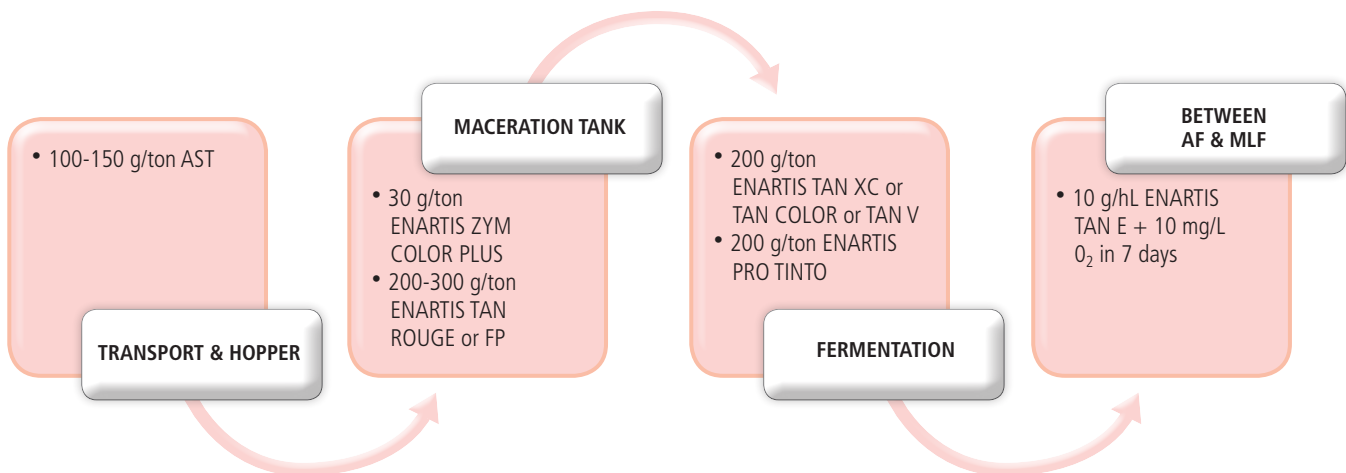 • 100-150 g/ton AST
TRANSPORT & HOPPER
MACERATION TANK
• 30 g/ton
ENARTIS ZYM
COLOR PLUS
• 200-300 g/ton
ENARTIS TAN
ROUGE or FP
• 200 g/ton
ENARTIS TAN XC or
TAN COLOR or TAN V
• 200 g/ton ENARTIS
PRO TINTO
FERMENTATION
BETWEEN
AF & MLF
• 10 g/hL ENARTIS
TAN E + 10 mg/L
0₂ in 7 days